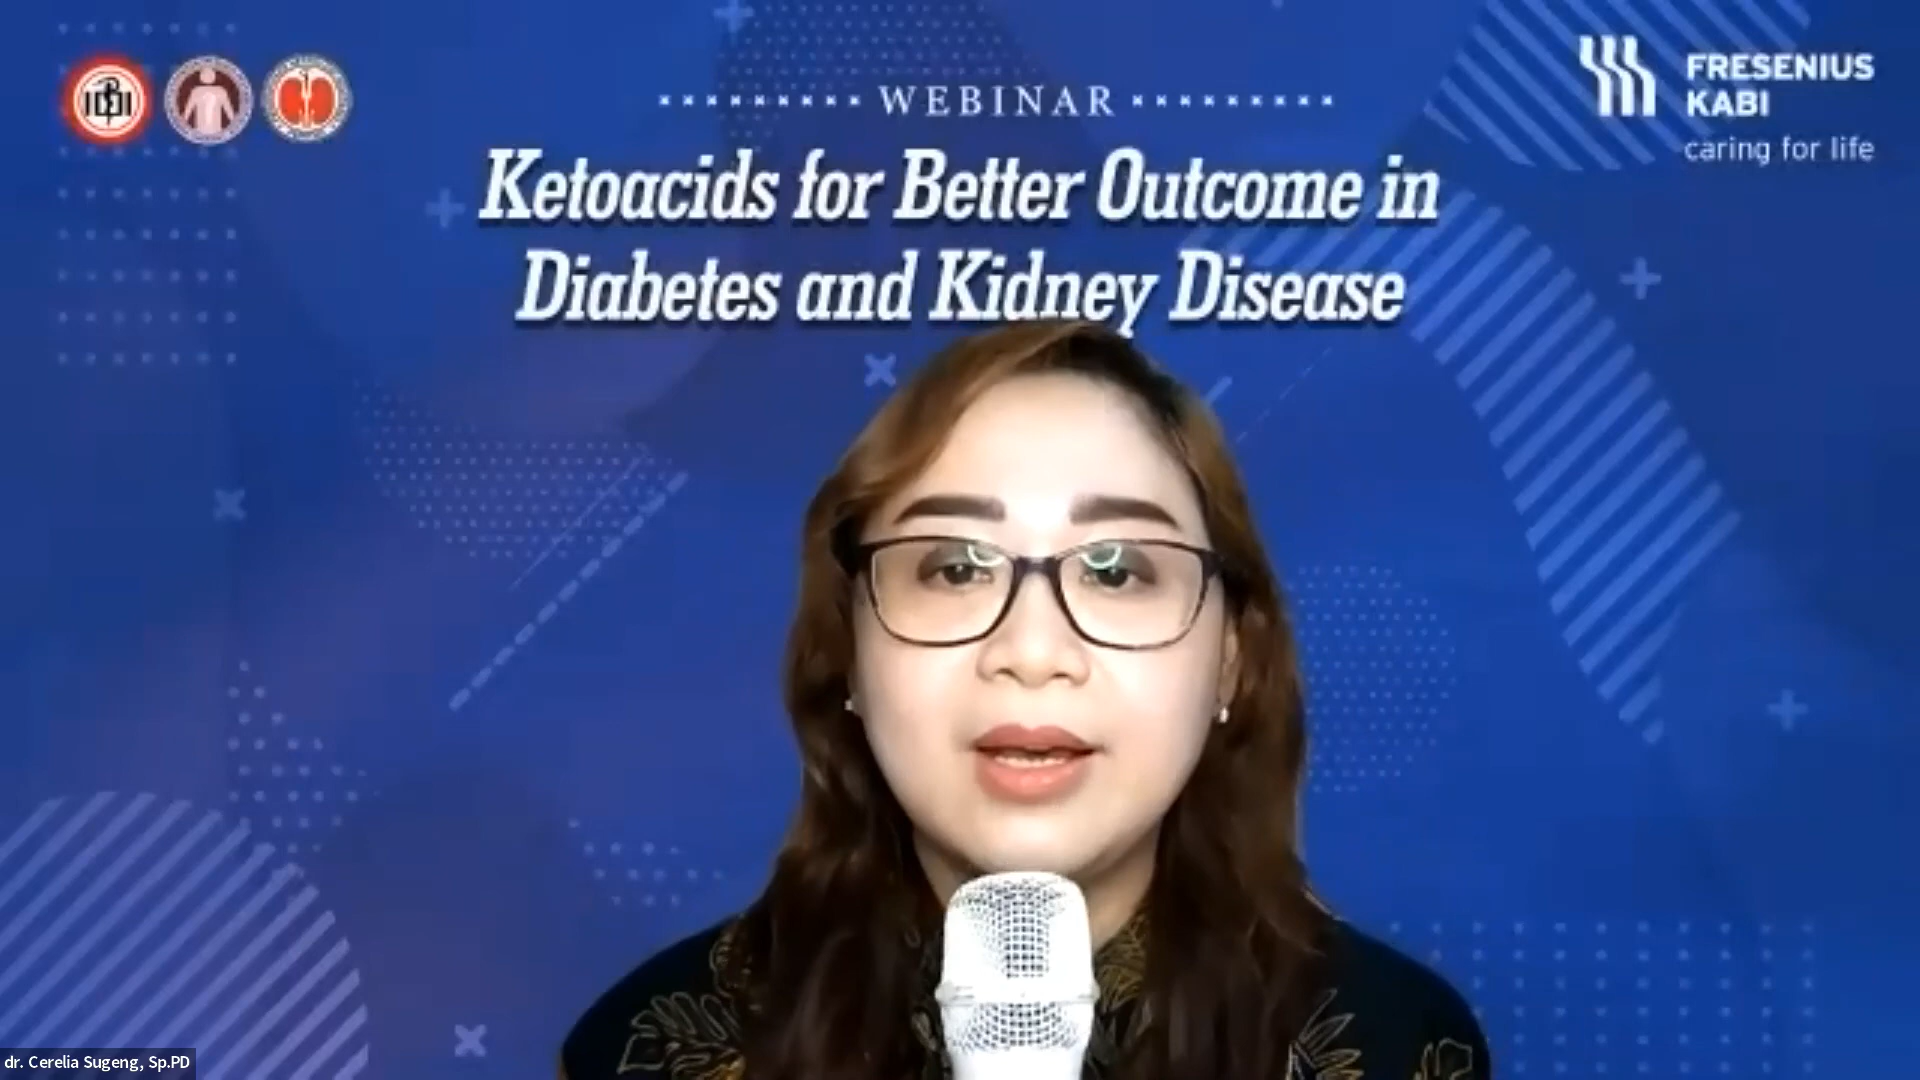 IDI
WEBINAR
Ketoacids for Better Outcome in
Diabetes and Kidney Disease
FRESENIUS
KABI
caring for life
dr. Cerelia Sugeng, Sp.PD